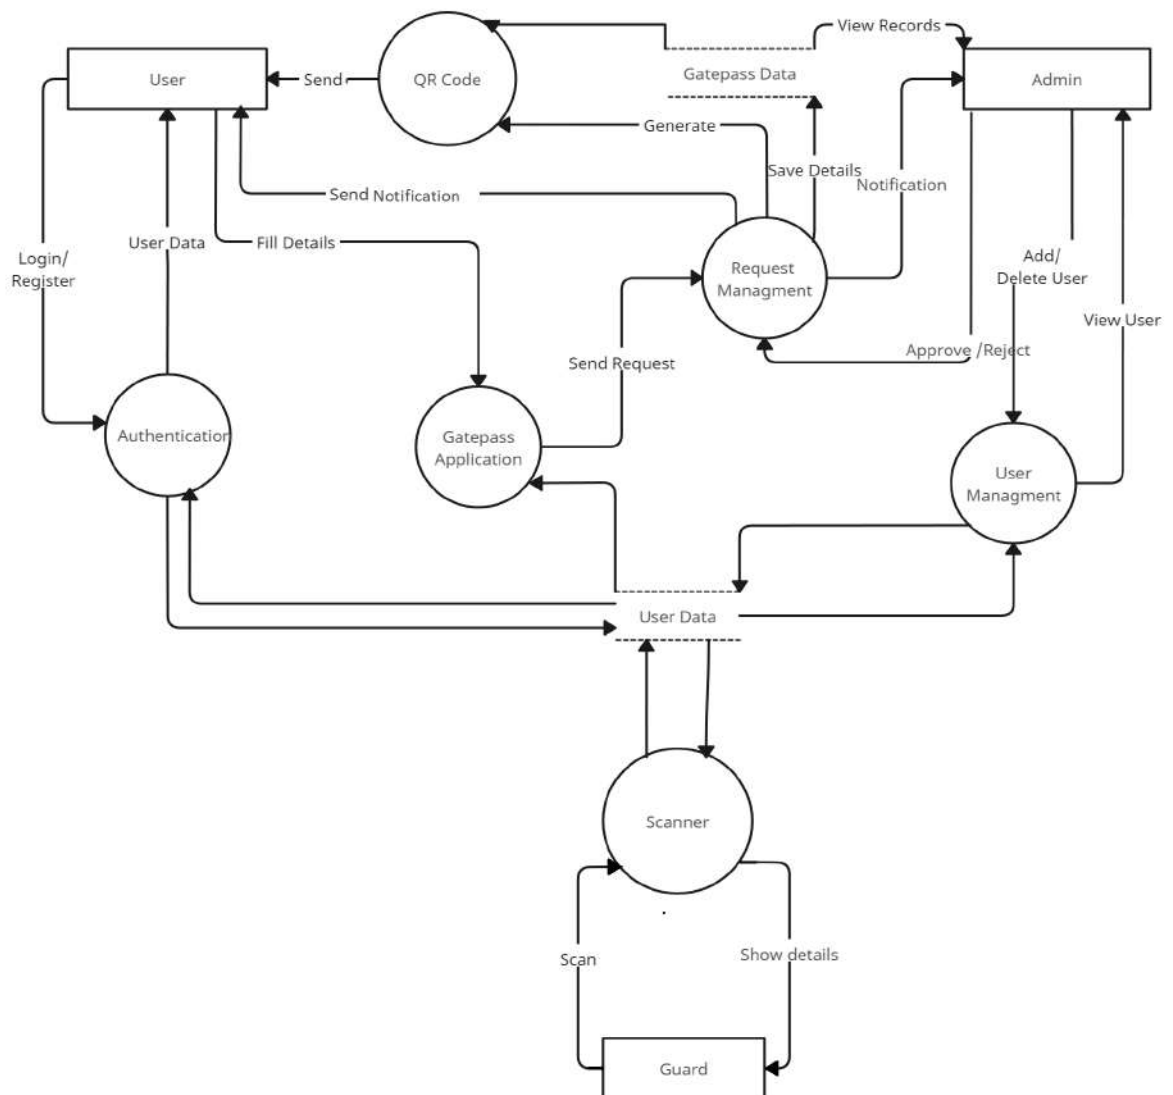 View Records
User
Send
QR Code
Gatepass Data
Admin
Generate
Save Details
Notification
Send Notification
User Data
Fill Details
Login/
Register
Request
Managment
Add/
Delete User
View User
Approve /Reject
Send Request
Authentication
Gatepass
Application
User
Managment
User Data
Scanner
Scan
Show details
Guard